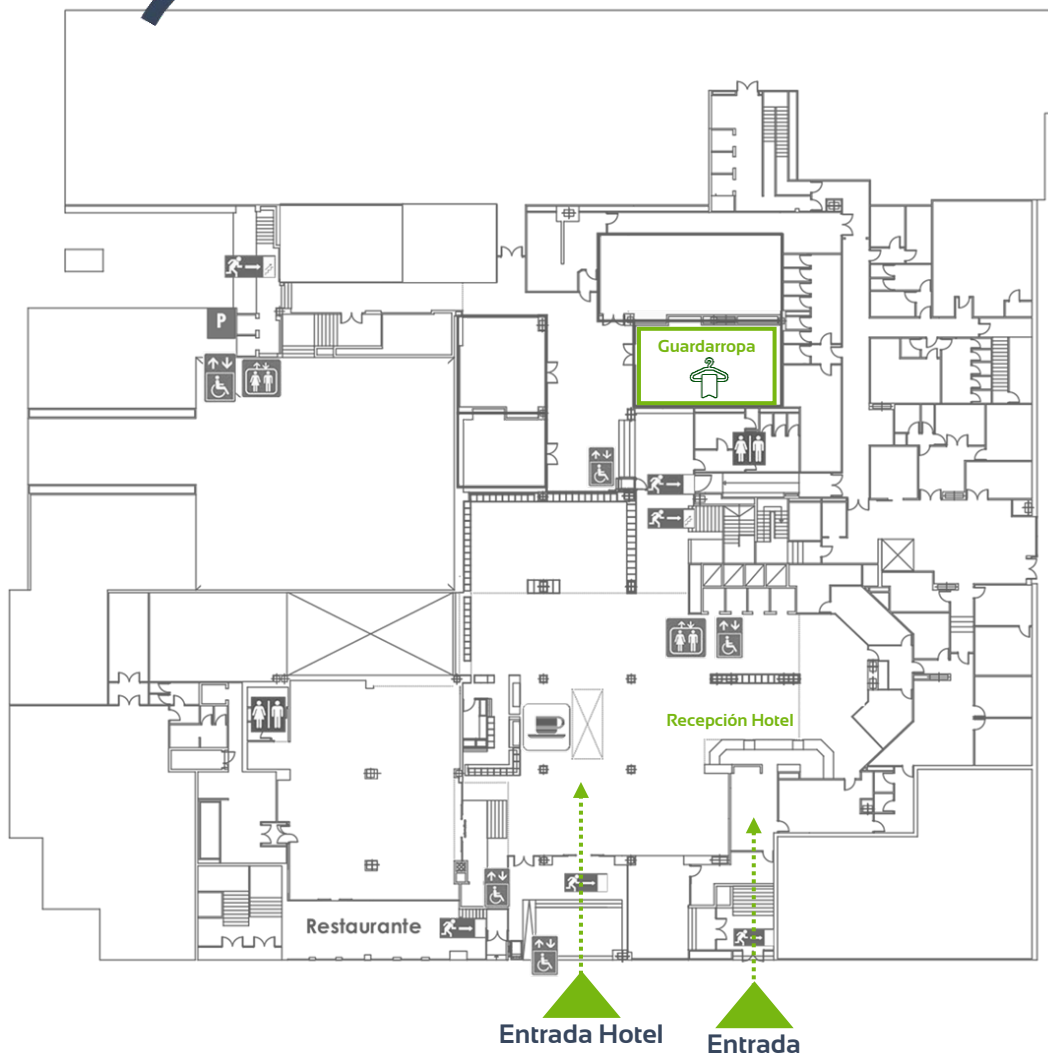 Guardarropa
P
Recepción Hotel
Restaurante
Entrada Hotel
Entrada